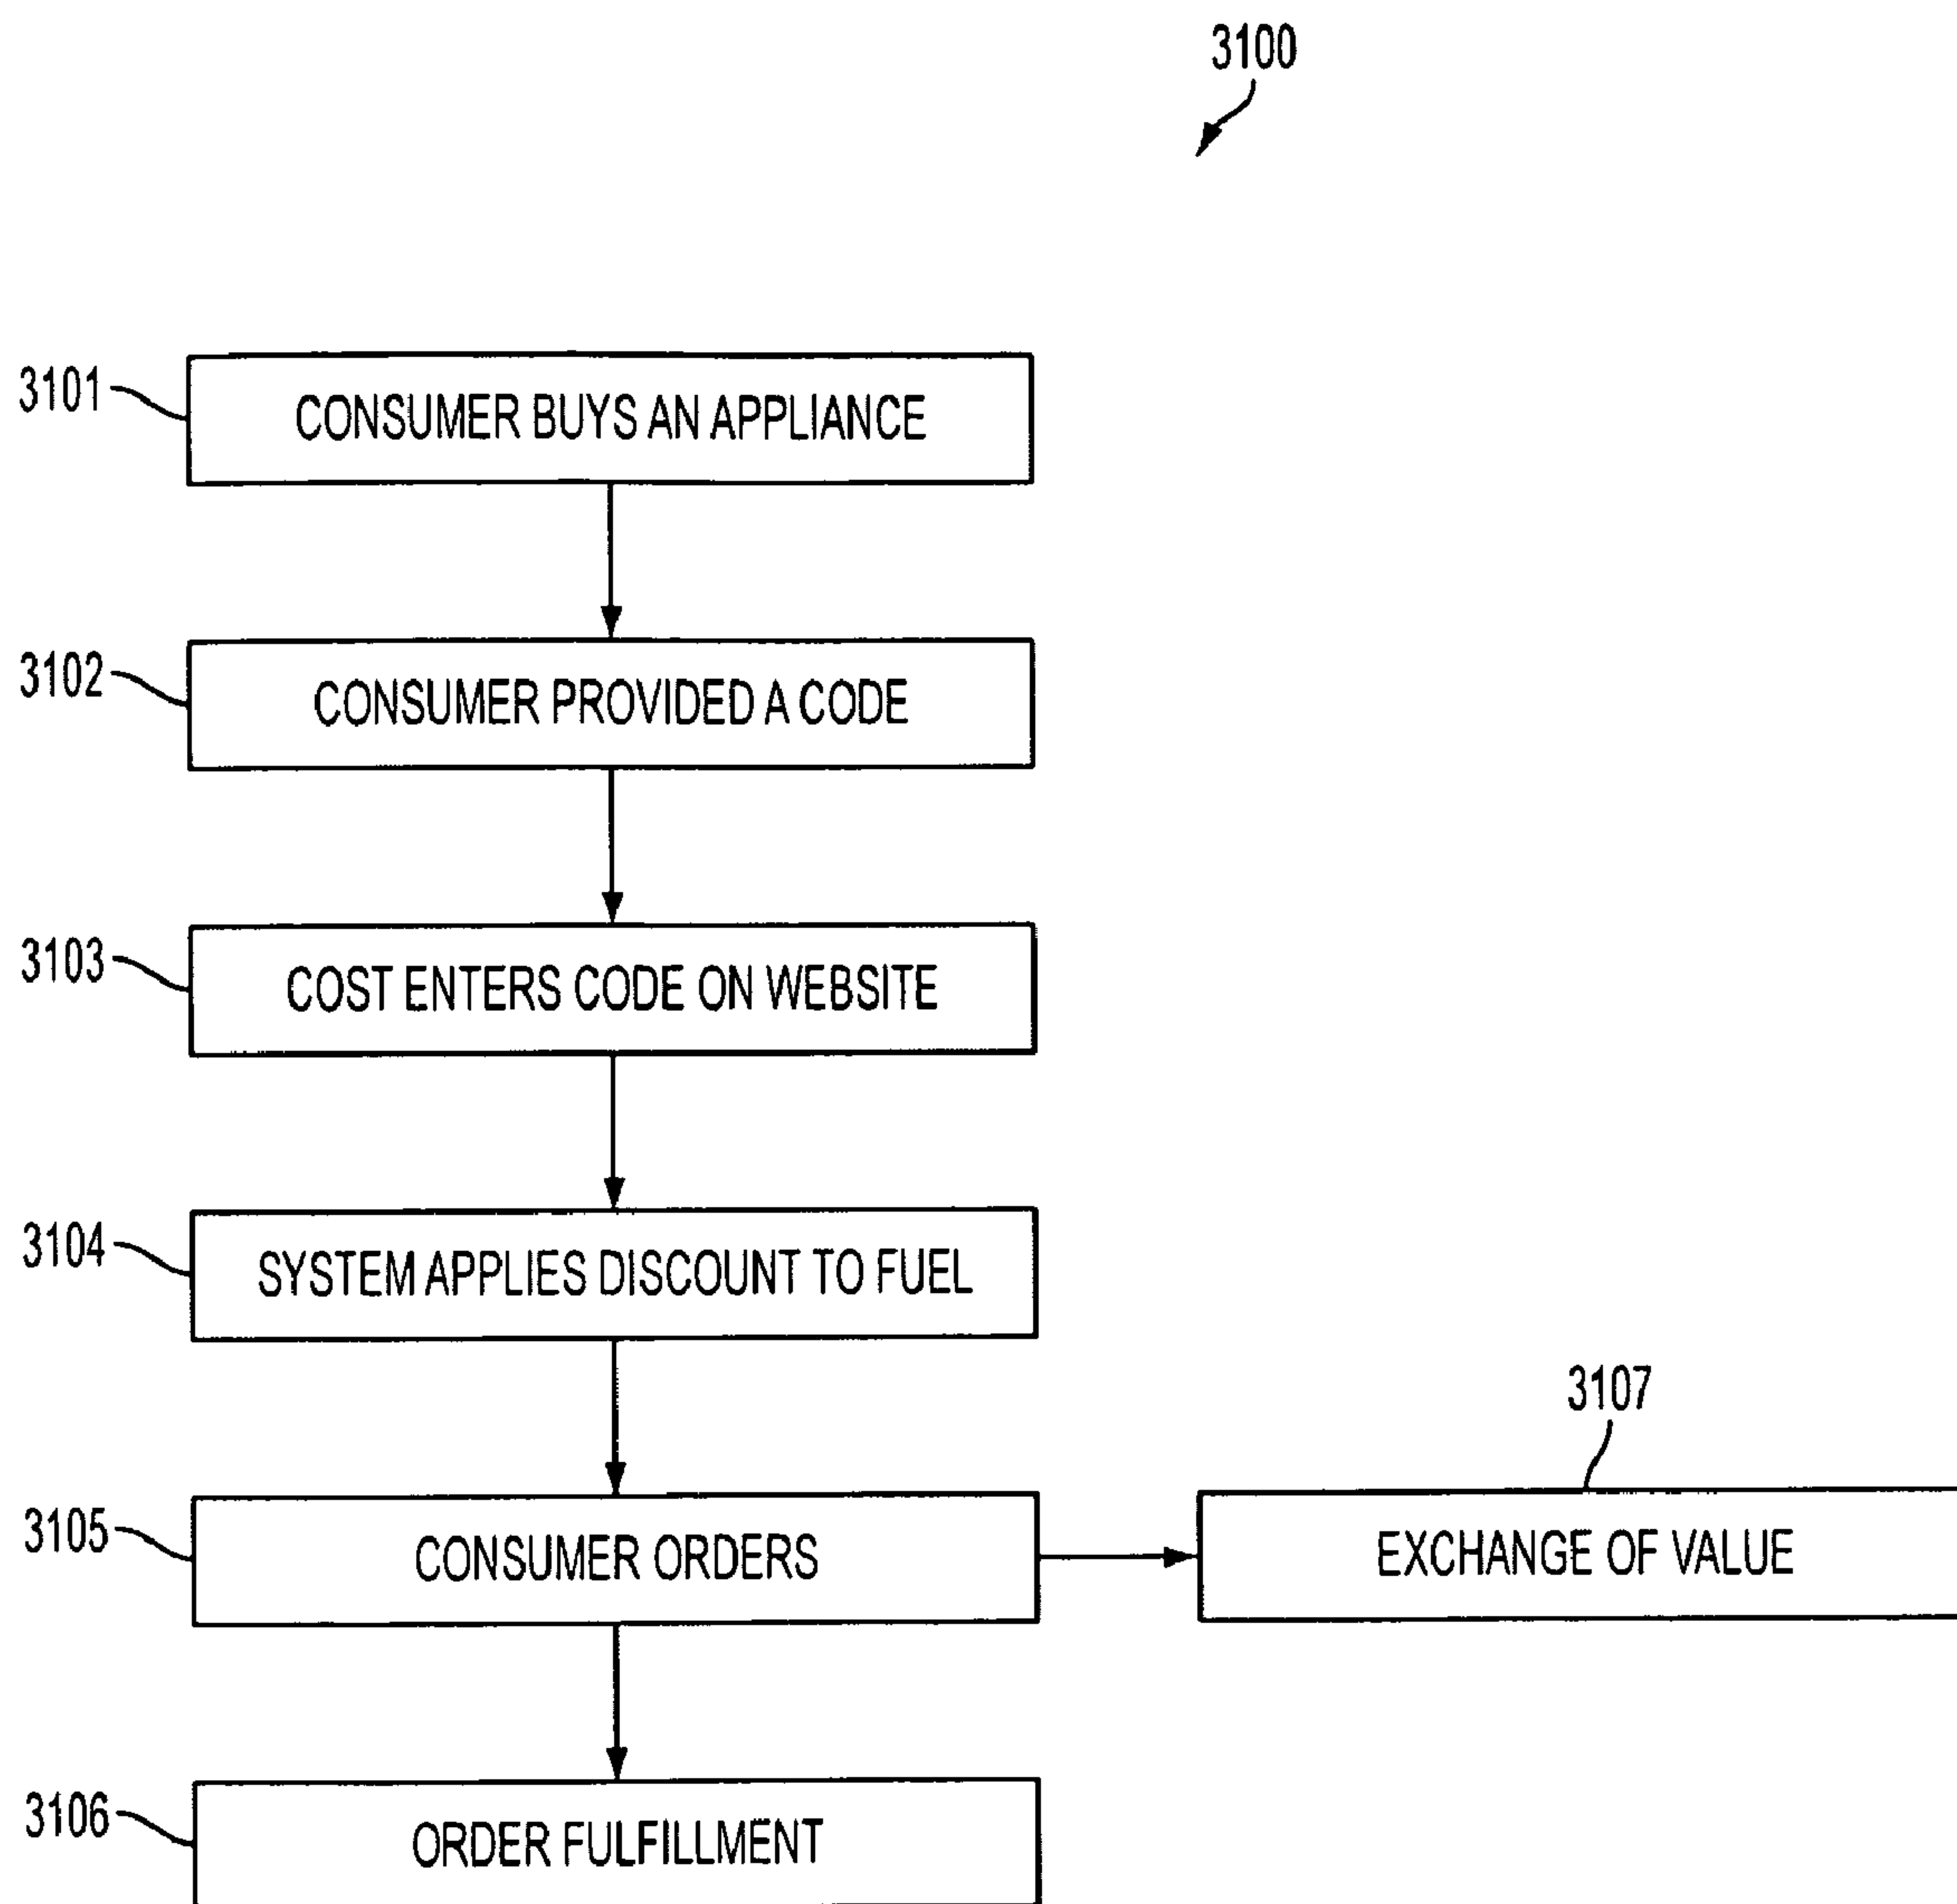 3100
3101
CONSUMER BUYS AN APPLIANCE
3102
CONSUMER PROVIDED A CODE
3103
COST ENTERS CODE ON WEBSITE
3104
SYSTEM APPLIES DISCOUNT TO FUEL
3105
CONSUMER ORDERS
3107
EXCHANGE OF VALUE
3106
ORDER FULFILLMENT